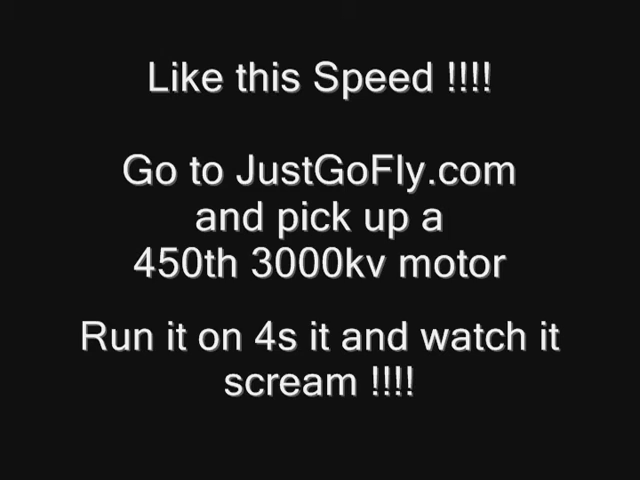 Like this Speed !!!!
Go to JustGoFly.com
and pick up a
450th 3000kv motor
Run it on 4s it and watch it
scream !!!!